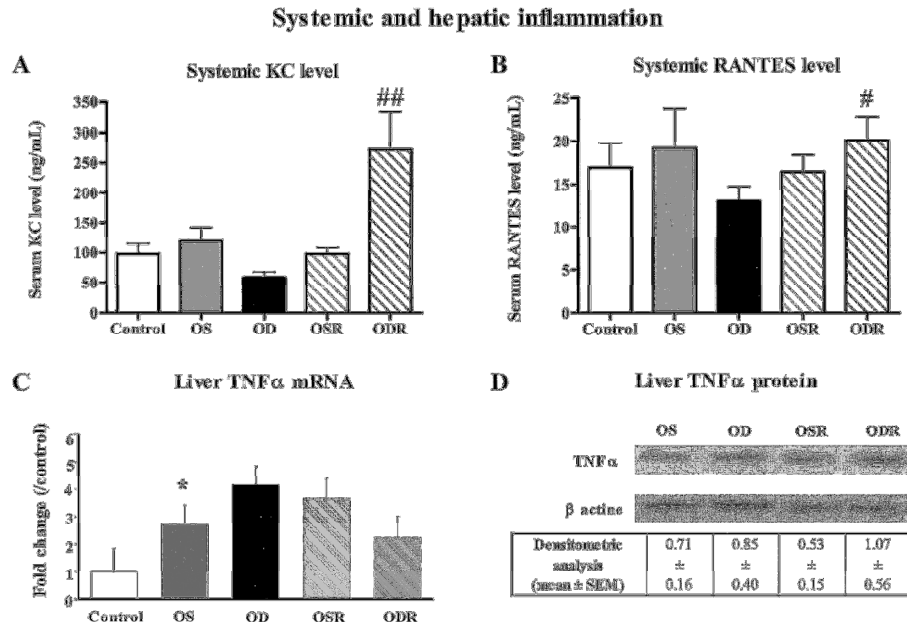 Systemic and hepatic inflammation
A
Systemic KC level
Serum KC level (ng/mL)
350
300
250
200
150
100
50
0
##
Control OS OD OSR ODR
B
Systemic RANTES level
Serum RANTES level (ng/mL)
25
20
15
10
5
0
#
Control OS OD OSR ODR
C
Liver TNFα mRNA
Fold change (/control)
6
5
4
3
2
1
0
*
Control OS OD OSR ODR
D
Liver TNFα protein
OS OD OSR ODR
TNFα
β actine
Densitometric 0.71 0.85 0.53 1.07
analysis ± ± ± ±
(mean ± SEM) 0.16 0.40 0.15 0.56